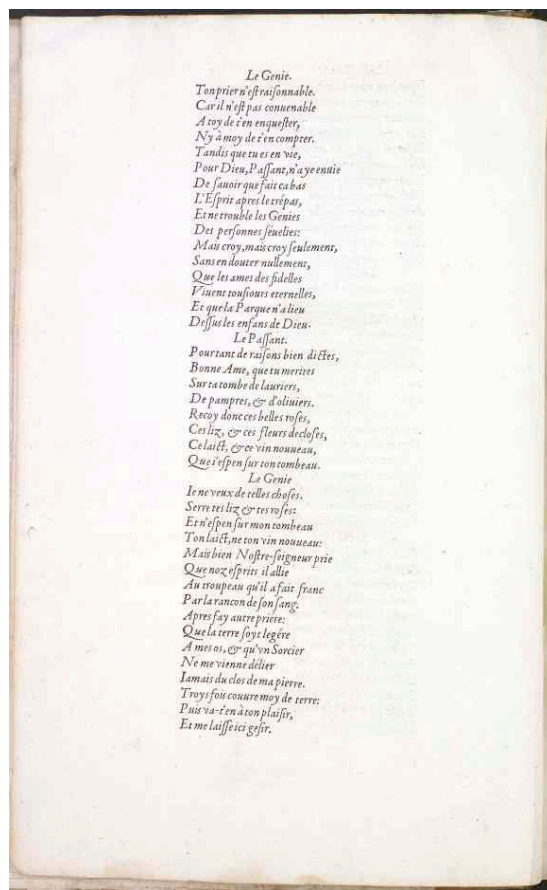 Le Genie.
Ton prier n'eſt raiſonnable.
Car il n'eſt pas conuenable
A toy de t'en enqueſter,
Ny à moy de t'en compter.
Tandis que tu es en vie,
Pour Dieu, Paſſant, n'aye enuie
De ſauoir que fait ca bas
L'Eſprit apres le trépas,
Et ne trouble les Genies
Des perſonnes ſeuelies:
Mais croy, mais croy ſeulement,
Sans en douter nullement,
Que les ames des fidelles
Viuent touſiours eternelles,
Et que la Parque n'a lieu
Deſſus les enfans de Dieu.
Le Paſſant.
Pour tant de raiſons bien dictes,
Bonne Ame, que tu merites
Sur ta tombe de lauriers,
De pampres, & d'oliuiers.
Recoy donc ces belles roſes,
Ces liz, & ces fleurs decloſes,
Ce laict, & ce vin nouueau,
Que i'eſpen ſur ton tombeau.
Le Genie
Ie ne veux de telles choſes.
Serre tes liz & tes roſes:
Et n'eſpen ſur mon tombeau
Ton laict, ne ton vin nouueau:
Mais bien Noſtre-ſeigneur prie
Que noz eſprits il allie
Au troupeau qu'il a fait franc
Par la rancon de ſon ſang.
Apres fay autre priere:
Que la terre ſoyt legére
A mes os, & qu'vn Sorcier
Ne me vienne délier
Iamais du clos de ma pierre.
Troys fois couure moy de terre:
Puis va-t'en à ton plaiſir,
Et me laiſſe ici geſir.